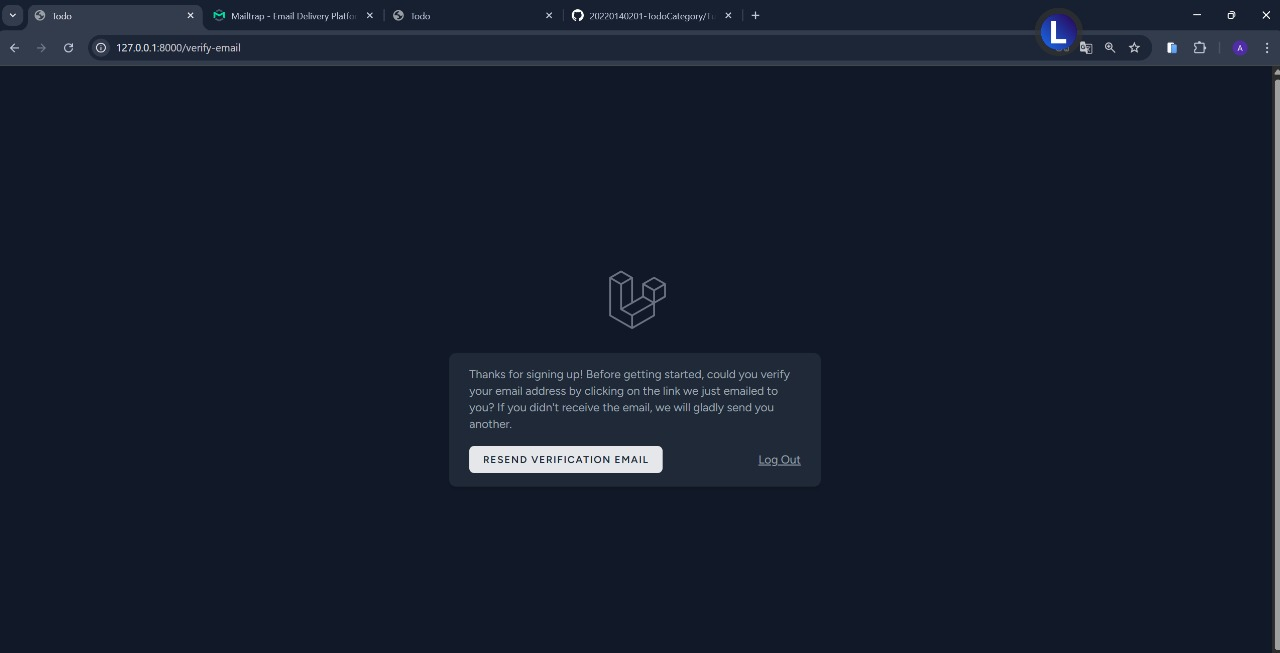 Todo
Mailtrap - Email Delivery Platfo
Todo
20220140201-TodoCategory/
L
127.0.0.1:8000/verify-email
A
Thanks for signing up! Before getting started, could you verify
your email address by clicking on the link we just emailed to
you? If you didn't receive the email, we will gladly send you
another.
RESEND VERIFICATION EMAIL
Log Out